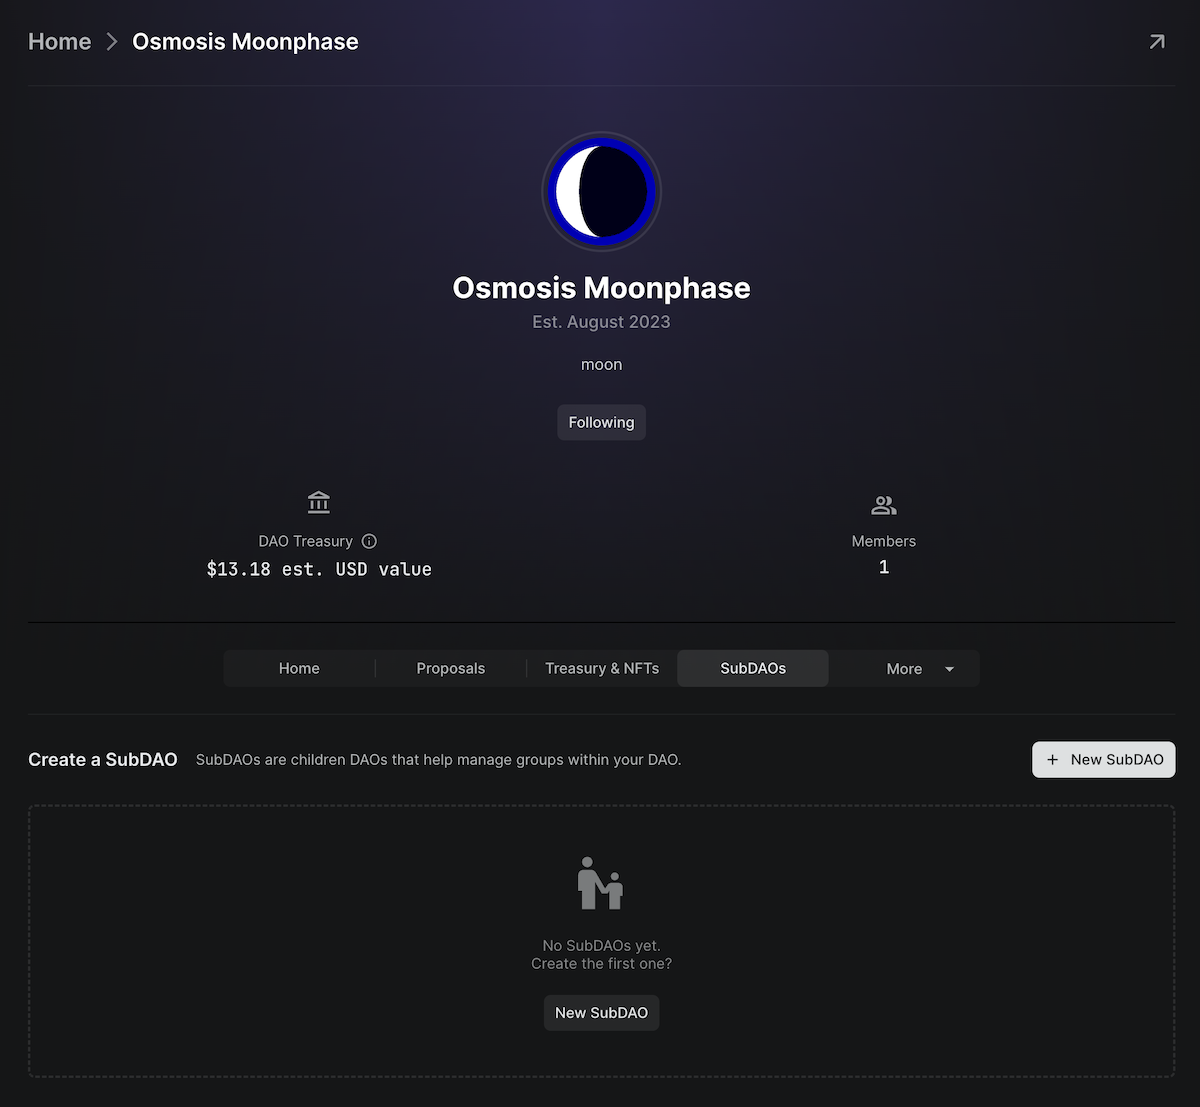 Home Osmosis Moonphase
Osmosis Moonphase
Est. August 2023
moon
Following
DAO Treasury
$13.18 est. USD value
Members
1
Home Proposals Treasury & NFTs SubDAOs More
Create a SubDAO SubDAOs are children DAOs that help manage groups within your DAO. + New SubDAO
No SubDAOs yet.
Create the first one?
New SubDAO